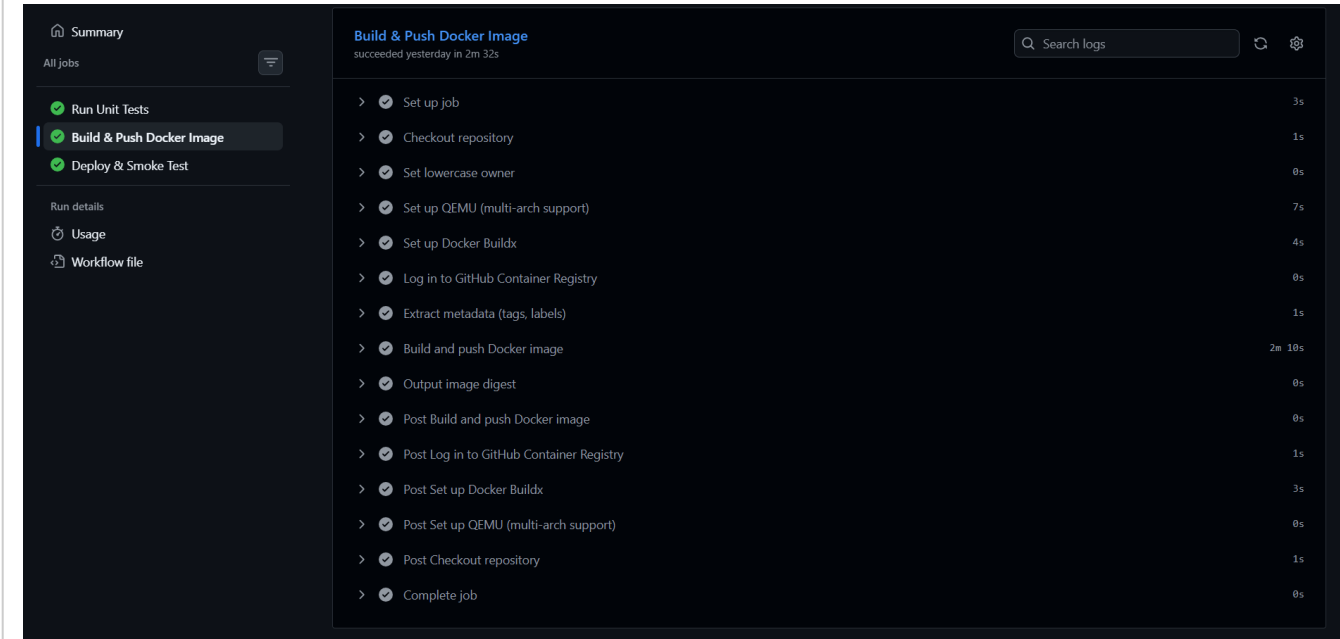 Summary
All jobs
Run Unit Tests
Build & Push Docker Image
Deploy & Smoke Test
Run details
Usage
Workflow file
Build & Push Docker Image
succeeded yesterday in 2m 32s
Search logs
Set up job 3s
Checkout repository 1s
Set lowercase owner 0s
Set up QEMU (multi-arch support) 7s
Set up Docker Buildx 4s
Log in to GitHub Container Registry 0s
Extract metadata (tags, labels) 1s
Build and push Docker image 2m 10s
Output image digest 0s
Post Build and push Docker image 0s
Post Log in to GitHub Container Registry 1s
Post Set up Docker Buildx 3s
Post Set up QEMU (multi-arch support) 0s
Post Checkout repository 1s
Complete job 0s